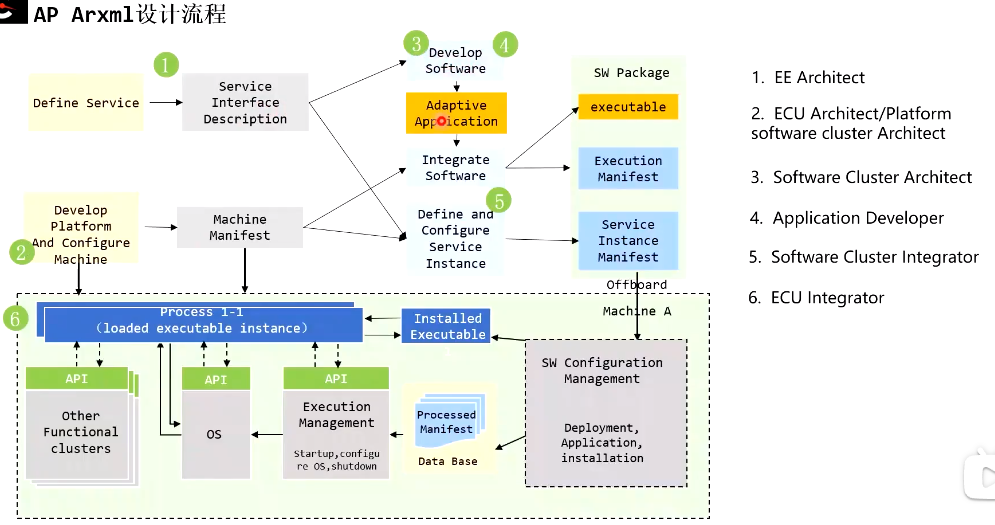 AP Arxml设计流程
1
Define Service
Service
Interface
Description
3
4
Develop
Software
Adaptive
Application
Integrate
Software
5
Define and
Configure
Service
Instance
SW Package
executable
Execution
Manifest
Service
Instance
Manifest
2
Develop
Platform
And Configure
Machine
Machine
Manifest
Offboard
Machine A
6
Process 1-1
（loaded executable instance）
Installed
Executable
API
Other
Functional
clusters
API
OS
API
Execution
Management
Startup,configu
re OS,shutdown
Processed
Manifest
Data Base
SW Configuration
Management
Deployment,
Application,
installation
1. EE Architect
2. ECU Architect/Platform
software cluster Architect
3. Software Cluster Architect
4. Application Developer
5. Software Cluster Integrator
6. ECU Integrator